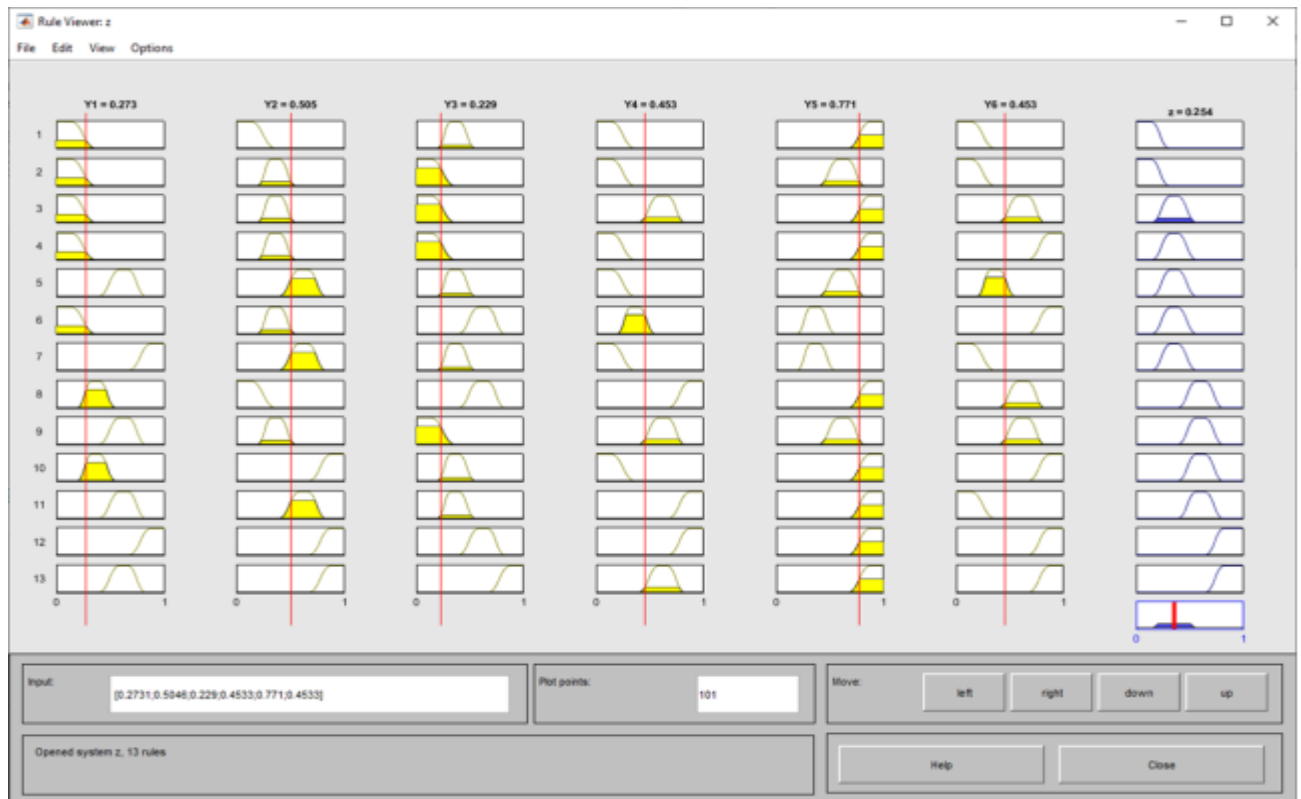 Rule Viewer: z
File Edit View Options
Y1 = 0.273 Y2 = 0.505 Y3 = 0.229 Y4 = 0.453 Y5 = 0.771 Y6 = 0.453 z = 0.254
1
2
3
4
5
6
7
8
9
10
11
12
13
0 1 0 1 0 1 0 1 0 1
0 1
Input: Plot points: Move:
[0.2731;0.5046;0.229;0.4533;0.771;0.4533] 101 left right down up
Opened system z, 13 rules
Help Close